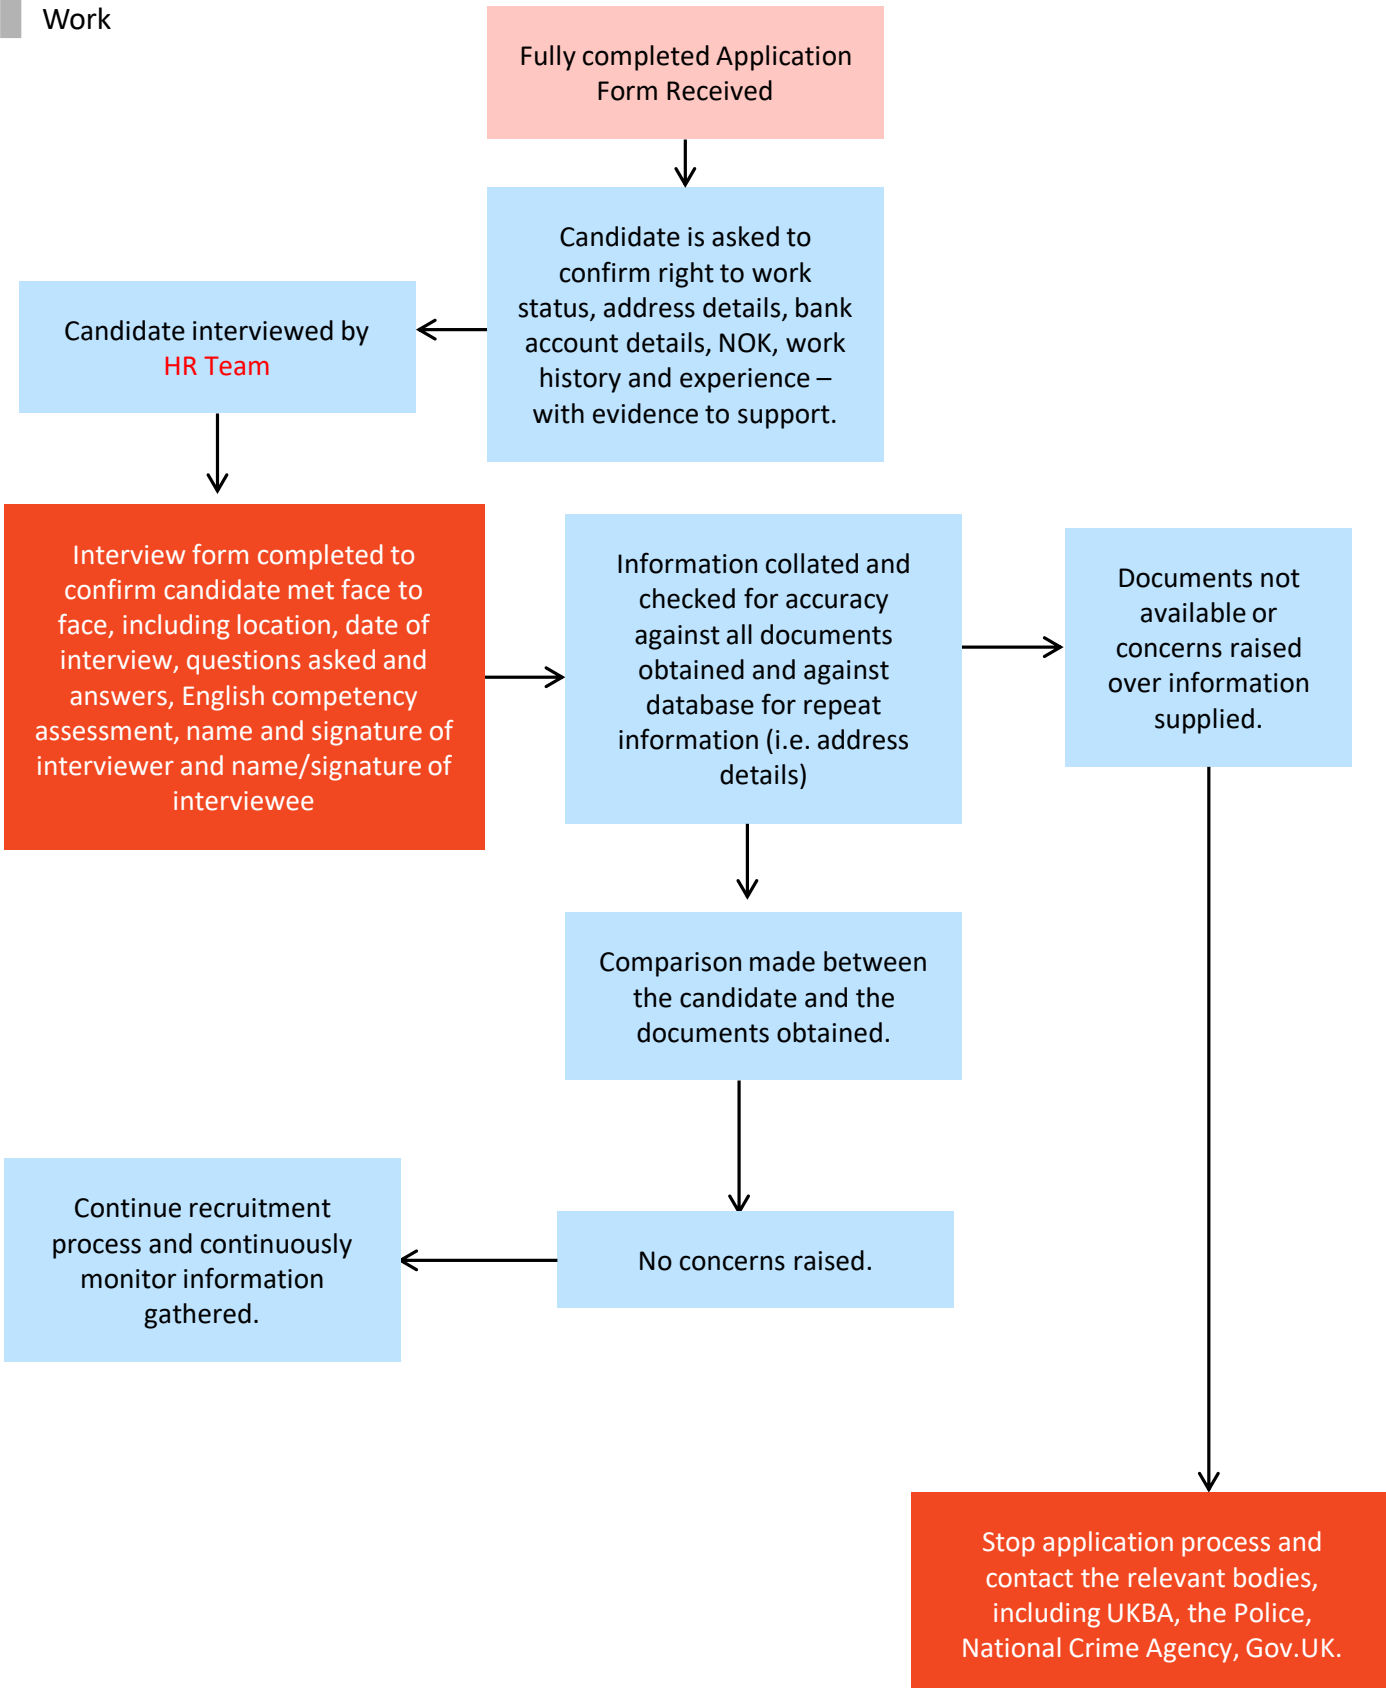 Work
Fully completed Application
Form Received
Candidate is asked to
confirm right to work
status, address details, bank
account details, NOK, work
history and experience –
with evidence to support.
Candidate interviewed by
HR Team
Interview form completed to
confirm candidate met face to
face, including location, date of
interview, questions asked and
answers, English competency
assessment, name and signature of
interviewer and name/signature of
interviewee
Information collated and
checked for accuracy
against all documents
obtained and against
database for repeat
information (i.e. address
details)
Documents not
available or
concerns raised
over information
supplied.
Comparison made between
the candidate and the
documents obtained.
Continue recruitment
process and continuously
monitor information
gathered.
No concerns raised.
Stop application process and
contact the relevant bodies,
including UKBA, the Police,
National Crime Agency, Gov.UK.